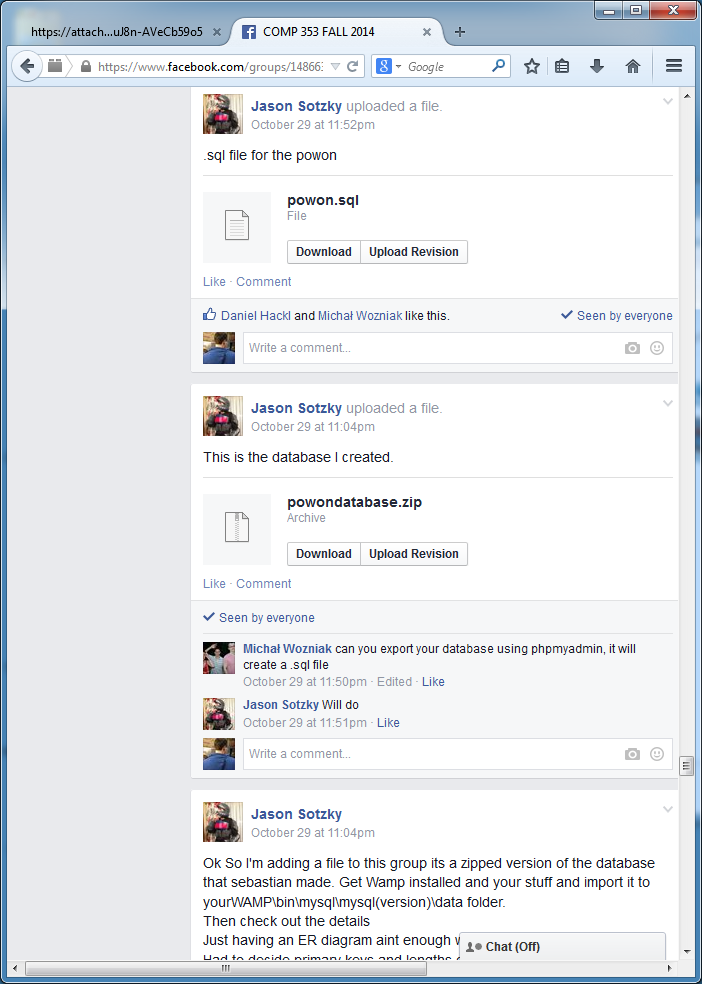 https://attach...uJ8n-AVeCb59o5
COMP 353 FALL 2014
https://www.facebook.com/groups/14866
Google
Jason Sotzky uploaded a file.
October 29 at 11:52pm
.sql file for the powon
powon.sql
File
Download Upload Revision
Like · Comment
Daniel Hackl and Michał Wozniak like this. Seen by everyone
Write a comment...
Jason Sotzky uploaded a file.
October 29 at 11:04pm
This is the database I created.
powondatabase.zip
Archive
Download Upload Revision
Like · Comment
Seen by everyone
Michał Wozniak can you export your database using phpmyadmin, it will
create a .sql file
October 29 at 11:50pm · Edited · Like
Jason Sotzky Will do
October 29 at 11:51pm · Like
Write a comment...
Jason Sotzky
October 29 at 11:04pm
Ok So I'm adding a file to this group its a zipped version of the database
that sebastian made. Get Wamp installed and your stuff and import it to
yourWAMP\bin\mysql\mysql(version)\data folder.
Then check out the details
Just having an ER diagram aint enough
Had to decide primary keys and lengths
Chat (Off)